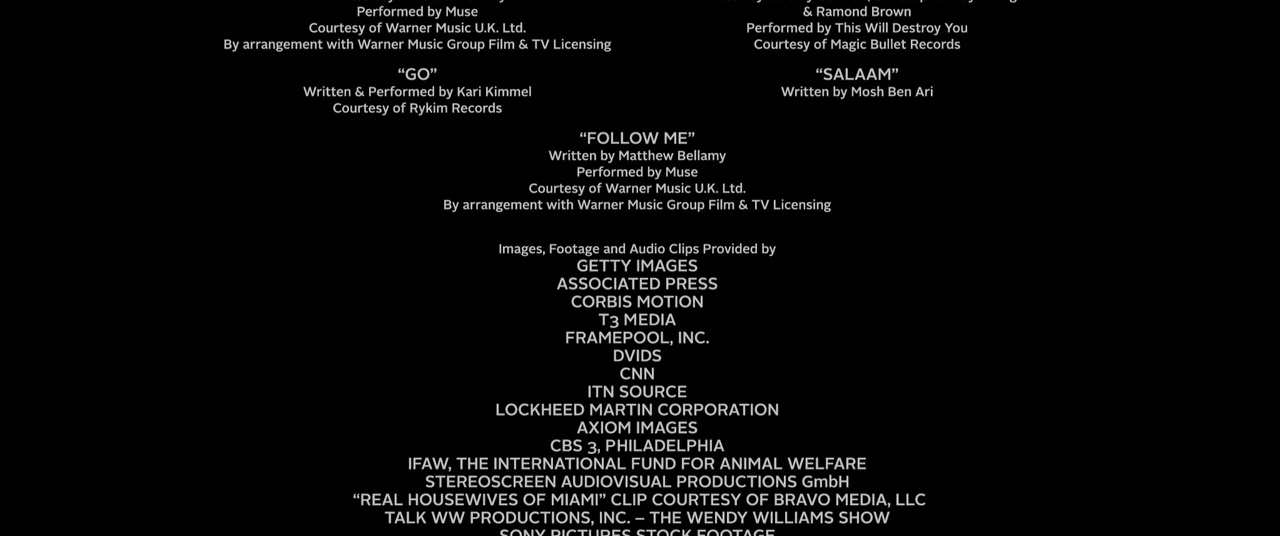 Performed by Muse
Courtesy of Warner Music U.K. Ltd.
By arrangement with Warner Music Group Film & TV Licensing
& Ramond Brown
Performed by This Will Destroy You
Courtesy of Magic Bullet Records
“GO”
Written & Performed by Kari Kimmel
Courtesy of Rykim Records
“SALAAM”
Written by Mosh Ben Ari
“FOLLOW ME”
Written by Matthew Bellamy
Performed by Muse
Courtesy of Warner Music U.K. Ltd.
By arrangement with Warner Music Group Film & TV Licensing
Images, Footage and Audio Clips Provided by
GETTY IMAGES
ASSOCIATED PRESS
CORBIS MOTION
T3 MEDIA
FRAMEPOOL, INC.
DVIDS
CNN
ITN SOURCE
LOCKHEED MARTIN CORPORATION
AXIOM IMAGES
CBS 3, PHILADELPHIA
IFAW, THE INTERNATIONAL FUND FOR ANIMAL WELFARE
STEREOSCREEN AUDIOVISUAL PRODUCTIONS GmbH
“REAL HOUSEWIVES OF MIAMI” CLIP COURTESY OF BRAVO MEDIA, LLC
TALK WW PRODUCTIONS, INC. – THE WENDY WILLIAMS SHOW
SONY PICTURES STOCK FOOTAGE